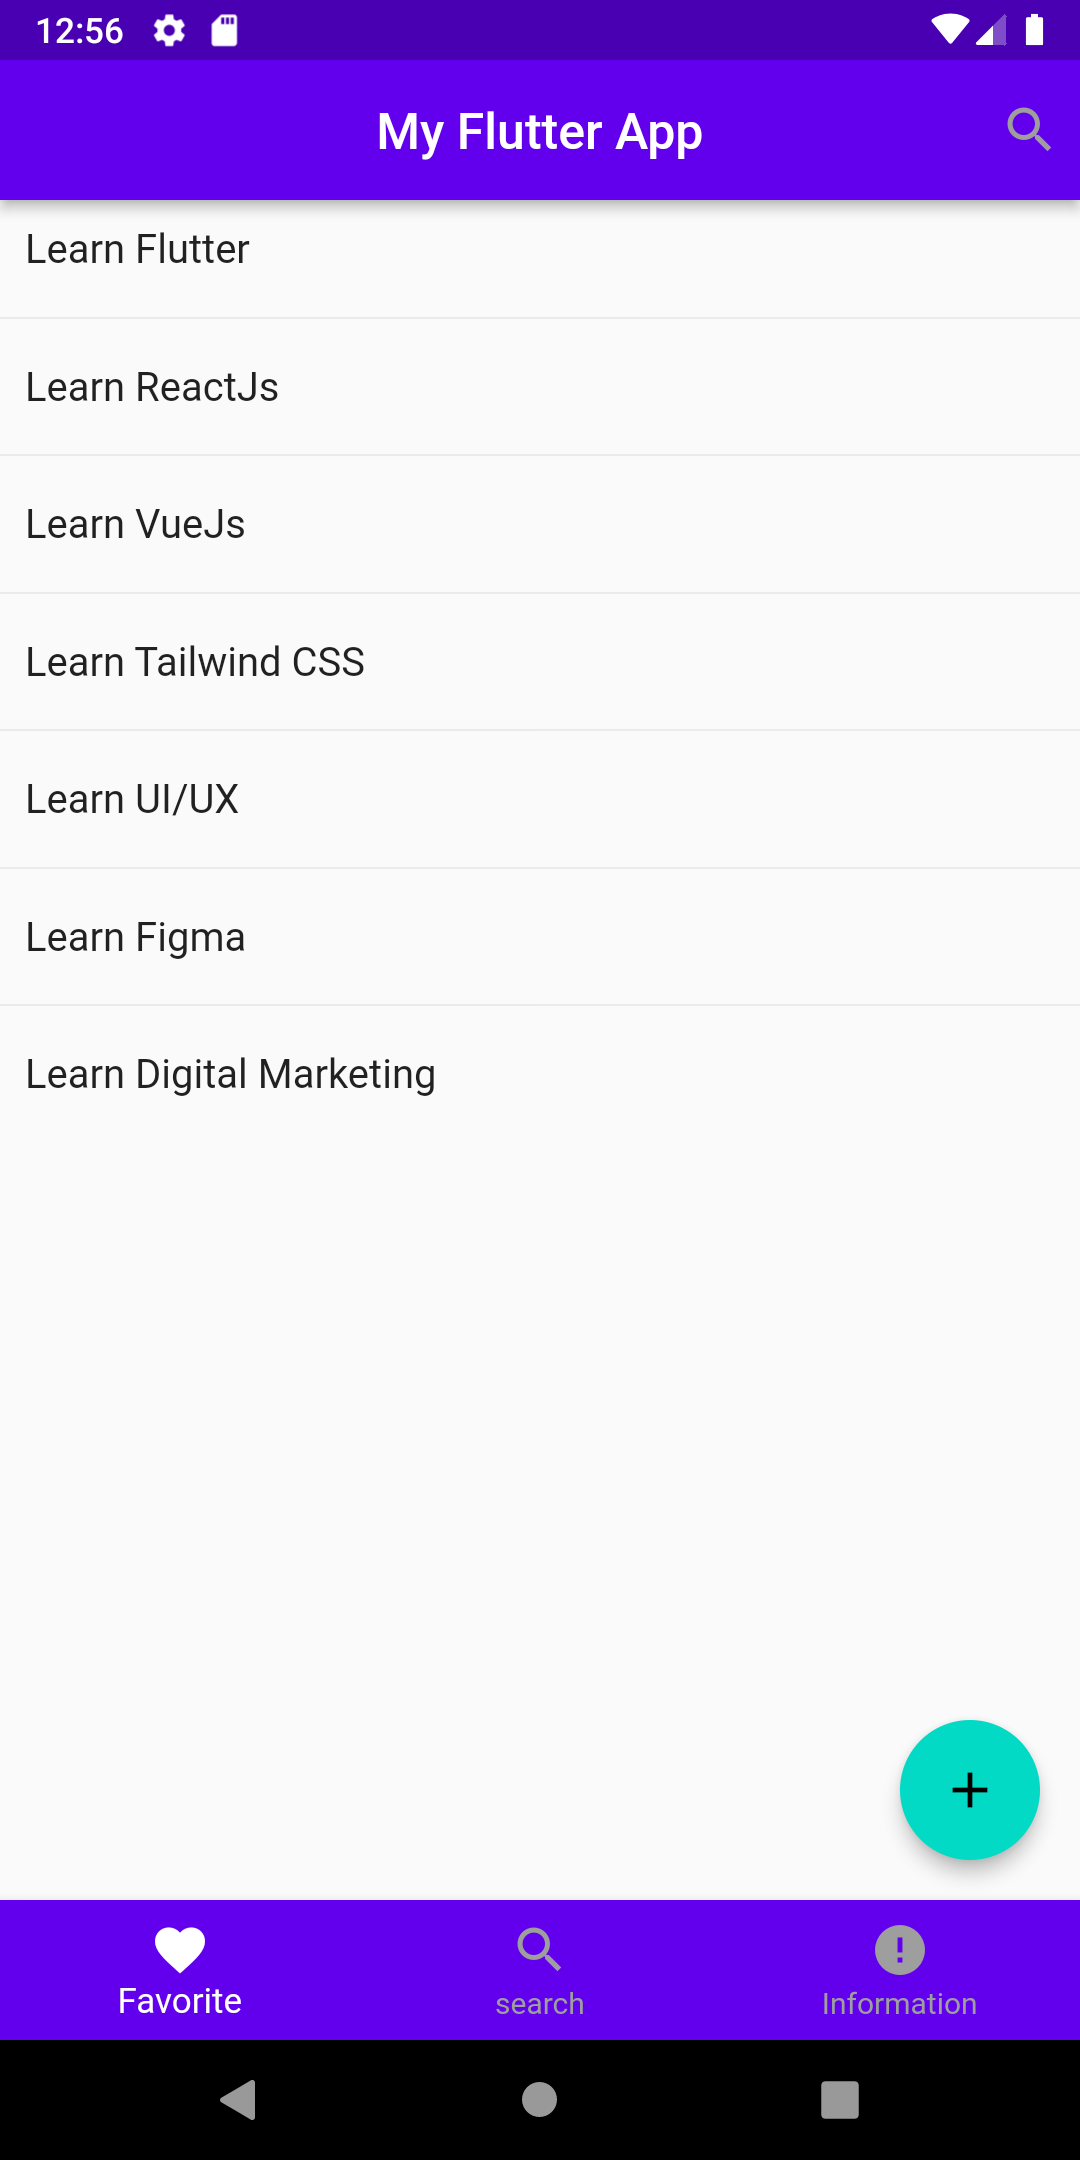 12:56
My Flutter App
Learn Flutter
Learn ReactJs
Learn VueJs
Learn Tailwind CSS
Learn UI/UX
Learn Figma
Learn Digital Marketing
Favorite search Information